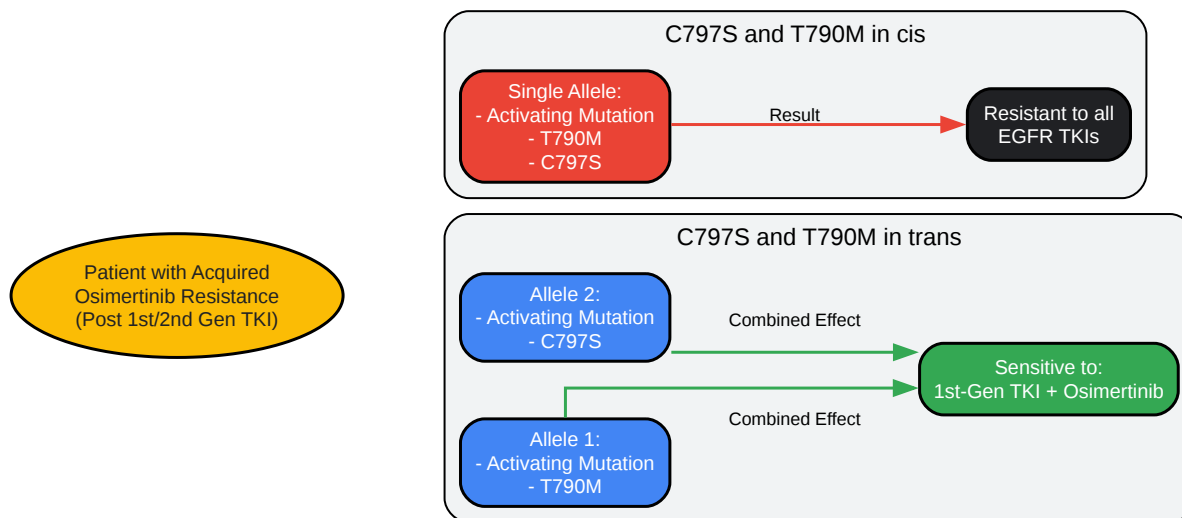 C797S and T790M in cis
Single Allele:
- Activating Mutation
- T790M
- C797S
Result
Resistant to all
EGFR TKIs
Patient with Acquired
Osimertinib Resistance
(Post 1st/2nd Gen TKI)
C797S and T790M in trans
Allele 2:
- Activating Mutation
- C797S
Combined Effect
Sensitive to:
1st-Gen TKI + Osimertinib
Combined Effect
Allele 1:
- Activating Mutation
- T790M